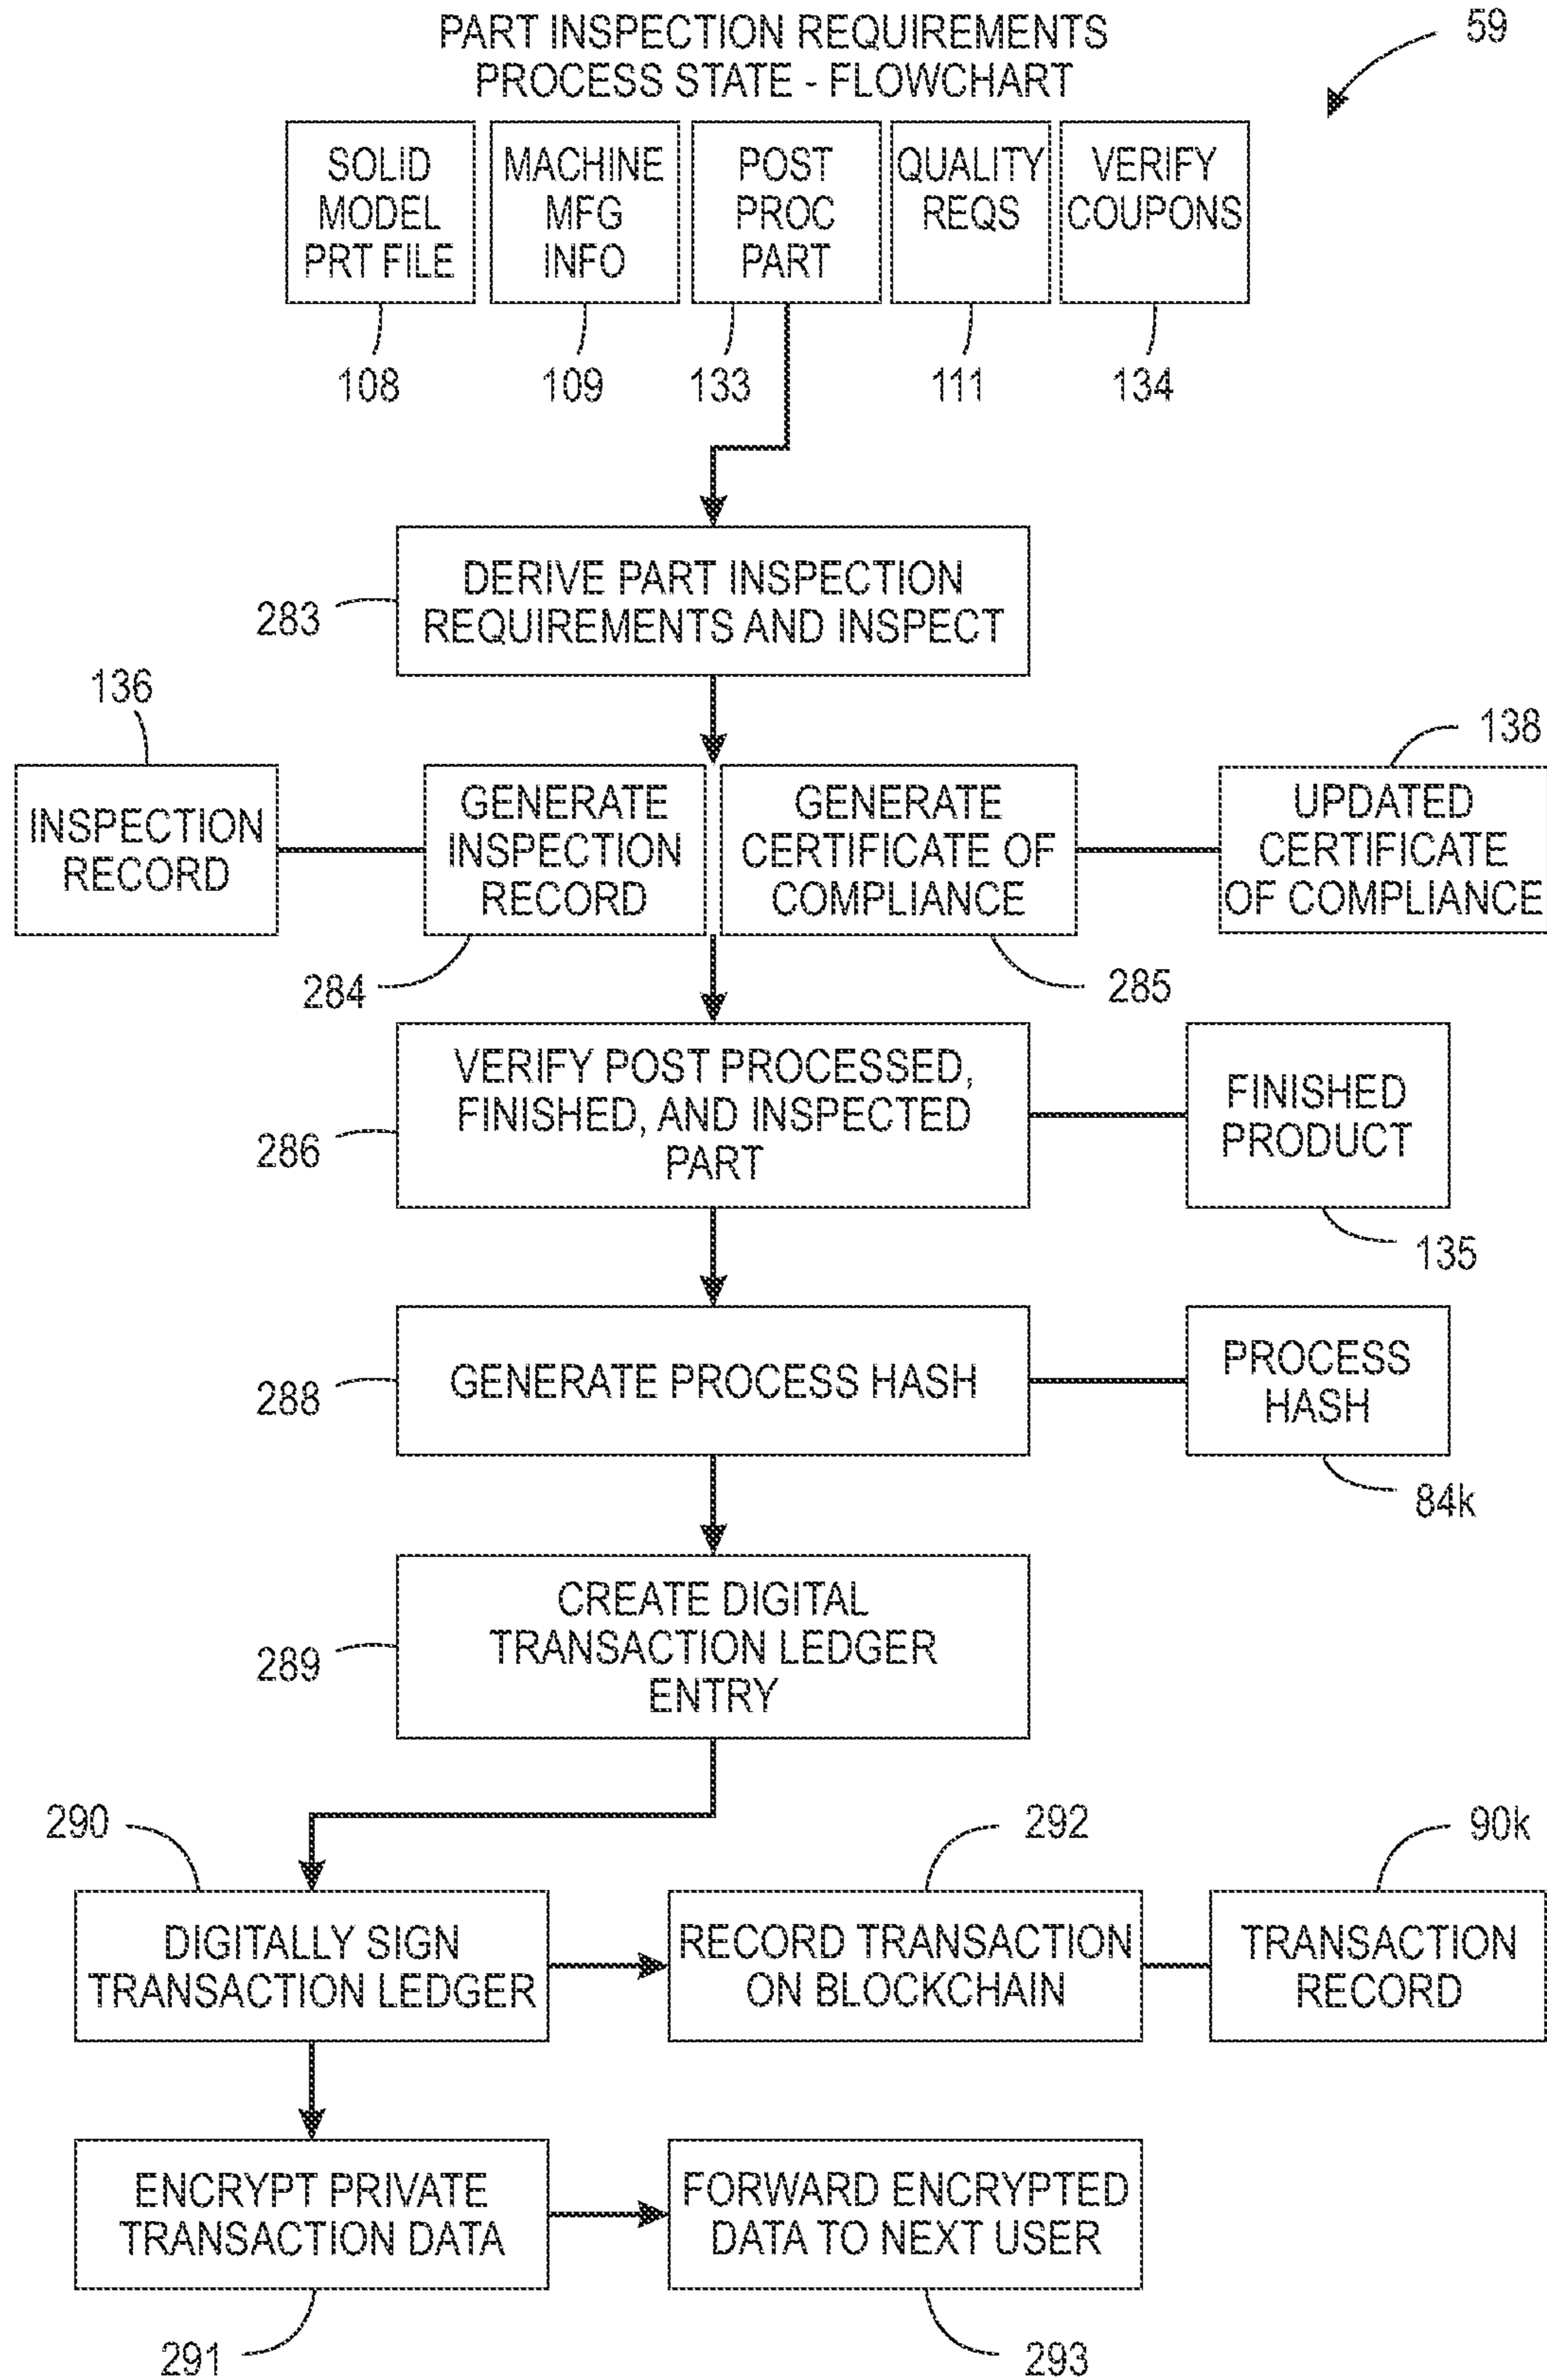 PART INSPECTION REQUIREMENTS
PROCESS STATE - FLOWCHART
59
SOLID
MODEL
PRT FILE
MACHINE
MFG
INFO
POST
PROC
PART
QUALITY
REQS
VERIFY
COUPONS
108
109
133
111
134
DERIVE PART INSPECTION
REQUIREMENTS AND INSPECT
283
136
138
INSPECTION
RECORD
GENERATE
INSPECTION
RECORD
GENERATE
CERTIFICATE OF
COMPLIANCE
UPDATED
CERTIFICATE
OF COMPLIANCE
284
285
VERIFY POST PROCESSED,
FINISHED, AND INSPECTED
PART
286
FINISHED
PRODUCT
135
GENERATE PROCESS HASH
288
PROCESS
HASH
84k
CREATE DIGITAL
TRANSACTION LEDGER
ENTRY
289
290
292
90k
DIGITALLY SIGN
TRANSACTION LEDGER
RECORD TRANSACTION
ON BLOCKCHAIN
TRANSACTION
RECORD
ENCRYPT PRIVATE
TRANSACTION DATA
FORWARD ENCRYPTED
DATA TO NEXT USER
291
293